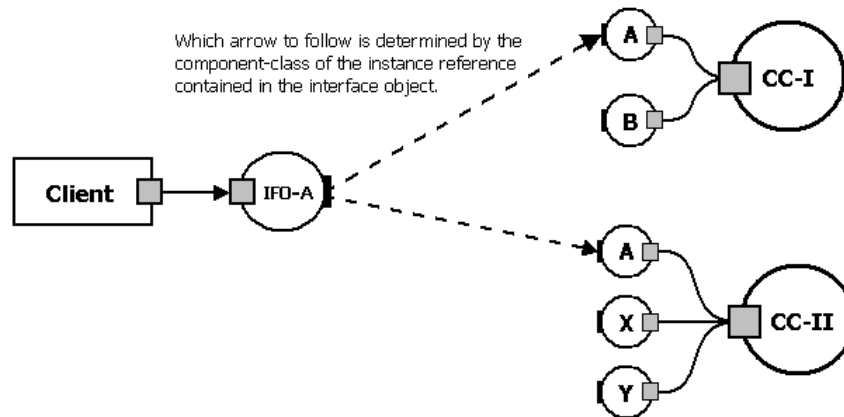 Which arrow to follow is determined by the
component-class of the instance reference
contained in the interface object.
A
CC-I
B
Client
IFO-A
A
X
CC-II
Y